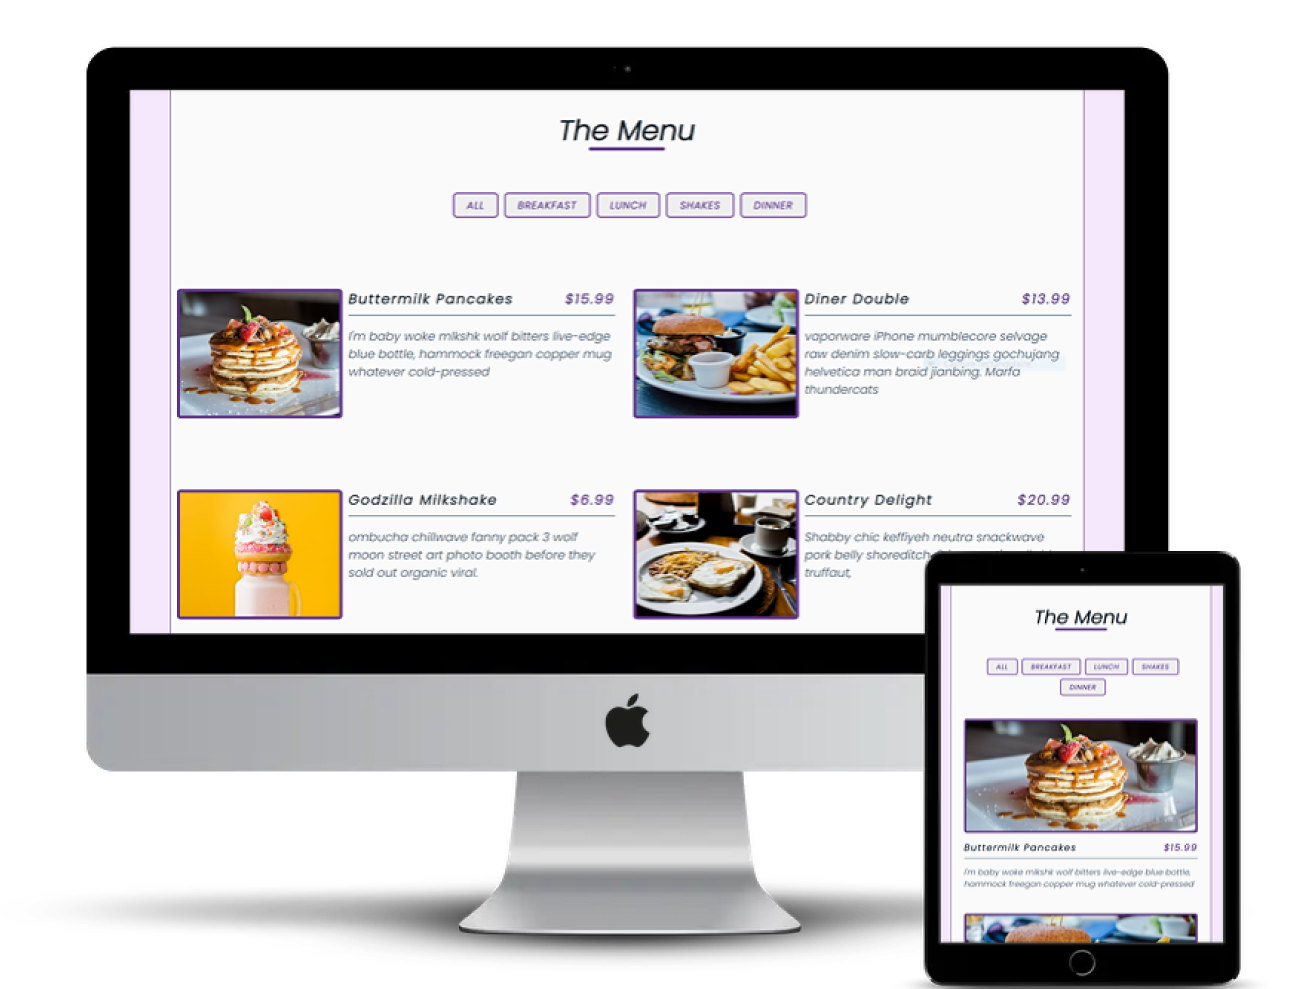 The Menu
ALL BREAKFAST LUNCH SHAKES DINNER
Buttermilk Pancakes $15.99
I'm baby woke mlkshk wolf bitters live-edge
blue bottle, hammock freegan copper mug
whatever cold-pressed
Diner Double $13.99
vaporware iPhone mumblecore selvage
raw denim slow-carb leggings gochujang
helvetica man braid jianbing. Marfa
thundercats
Godzilla Milkshake $6.99
ombucha chillwave fanny pack 3 wolf
moon street art photo booth before they
sold out organic viral.
Country Delight $20.99
Shabby chic keffiyeh neutra snackwave
pork belly shoreditch
truffaut,
The Menu
ALL BREAKFAST LUNCH SHAKES
DINNER
Buttermilk Pancakes $15.99
I'm baby woke mlkshk wolf bitters live-edge blue bottle,
hammock freegan copper mug whatever cold-pressed